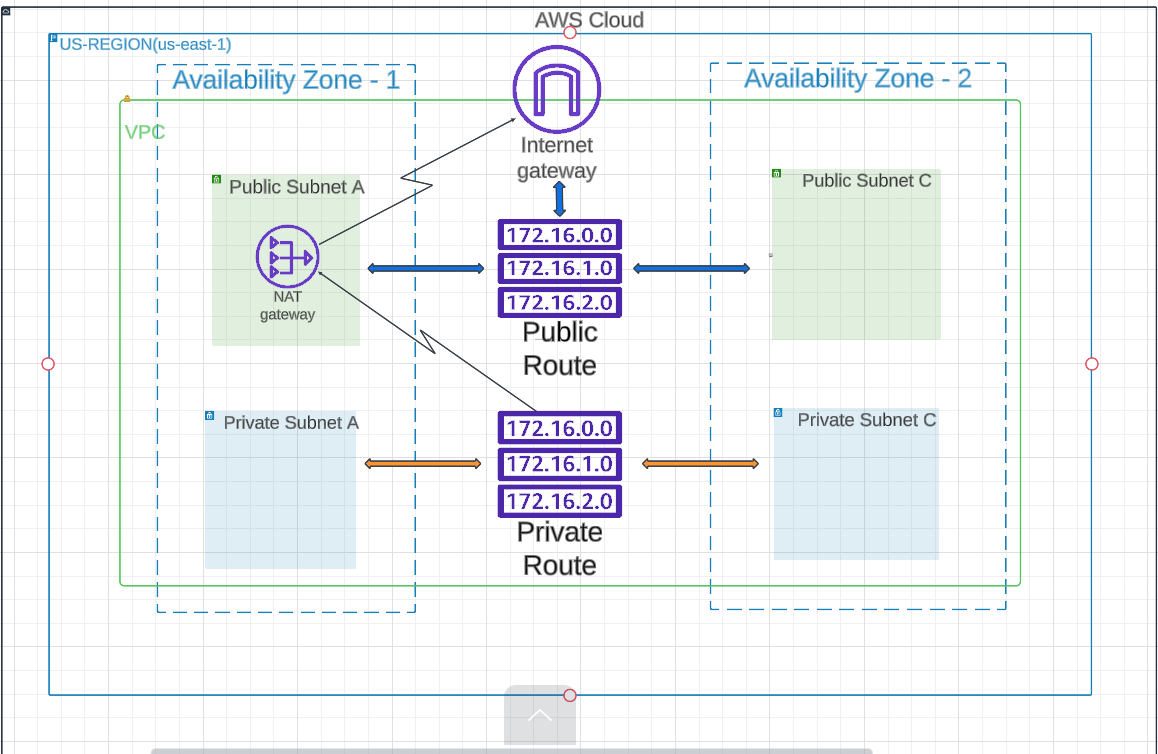 AWS Cloud
US-REGION(us-east-1)
Availability Zone - 1
Availability Zone - 2
VPC
Internet
gateway
Public Subnet A
Public Subnet C
172.16.0.0
172.16.1.0
172.16.2.0
NAT
gateway
Public
Route
Private Subnet A
Private Subnet C
172.16.0.0
172.16.1.0
172.16.2.0
Private
Route